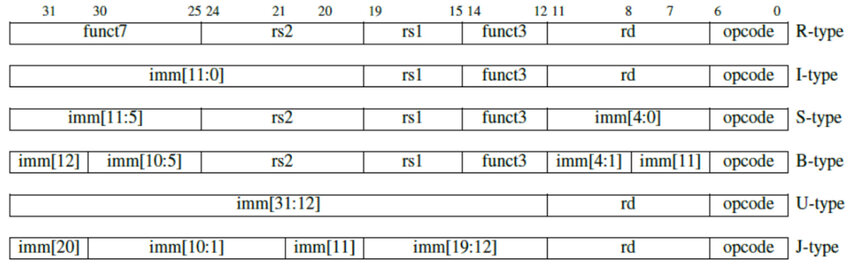 31 30 25 24 21 20 19 15 14 12 11 8 7 6 0
funct7 rs2 rs1 funct3 rd opcode R-type
imm[11:0] rs1 funct3 rd opcode I-type
imm[11:5] rs2 rs1 funct3 imm[4:0] opcode S-type
imm[12] imm[10:5] rs2 rs1 funct3 imm[4:1] imm[11] opcode B-type
imm[31:12] rd opcode U-type
imm[20] imm[10:1] imm[11] imm[19:12] rd opcode J-type